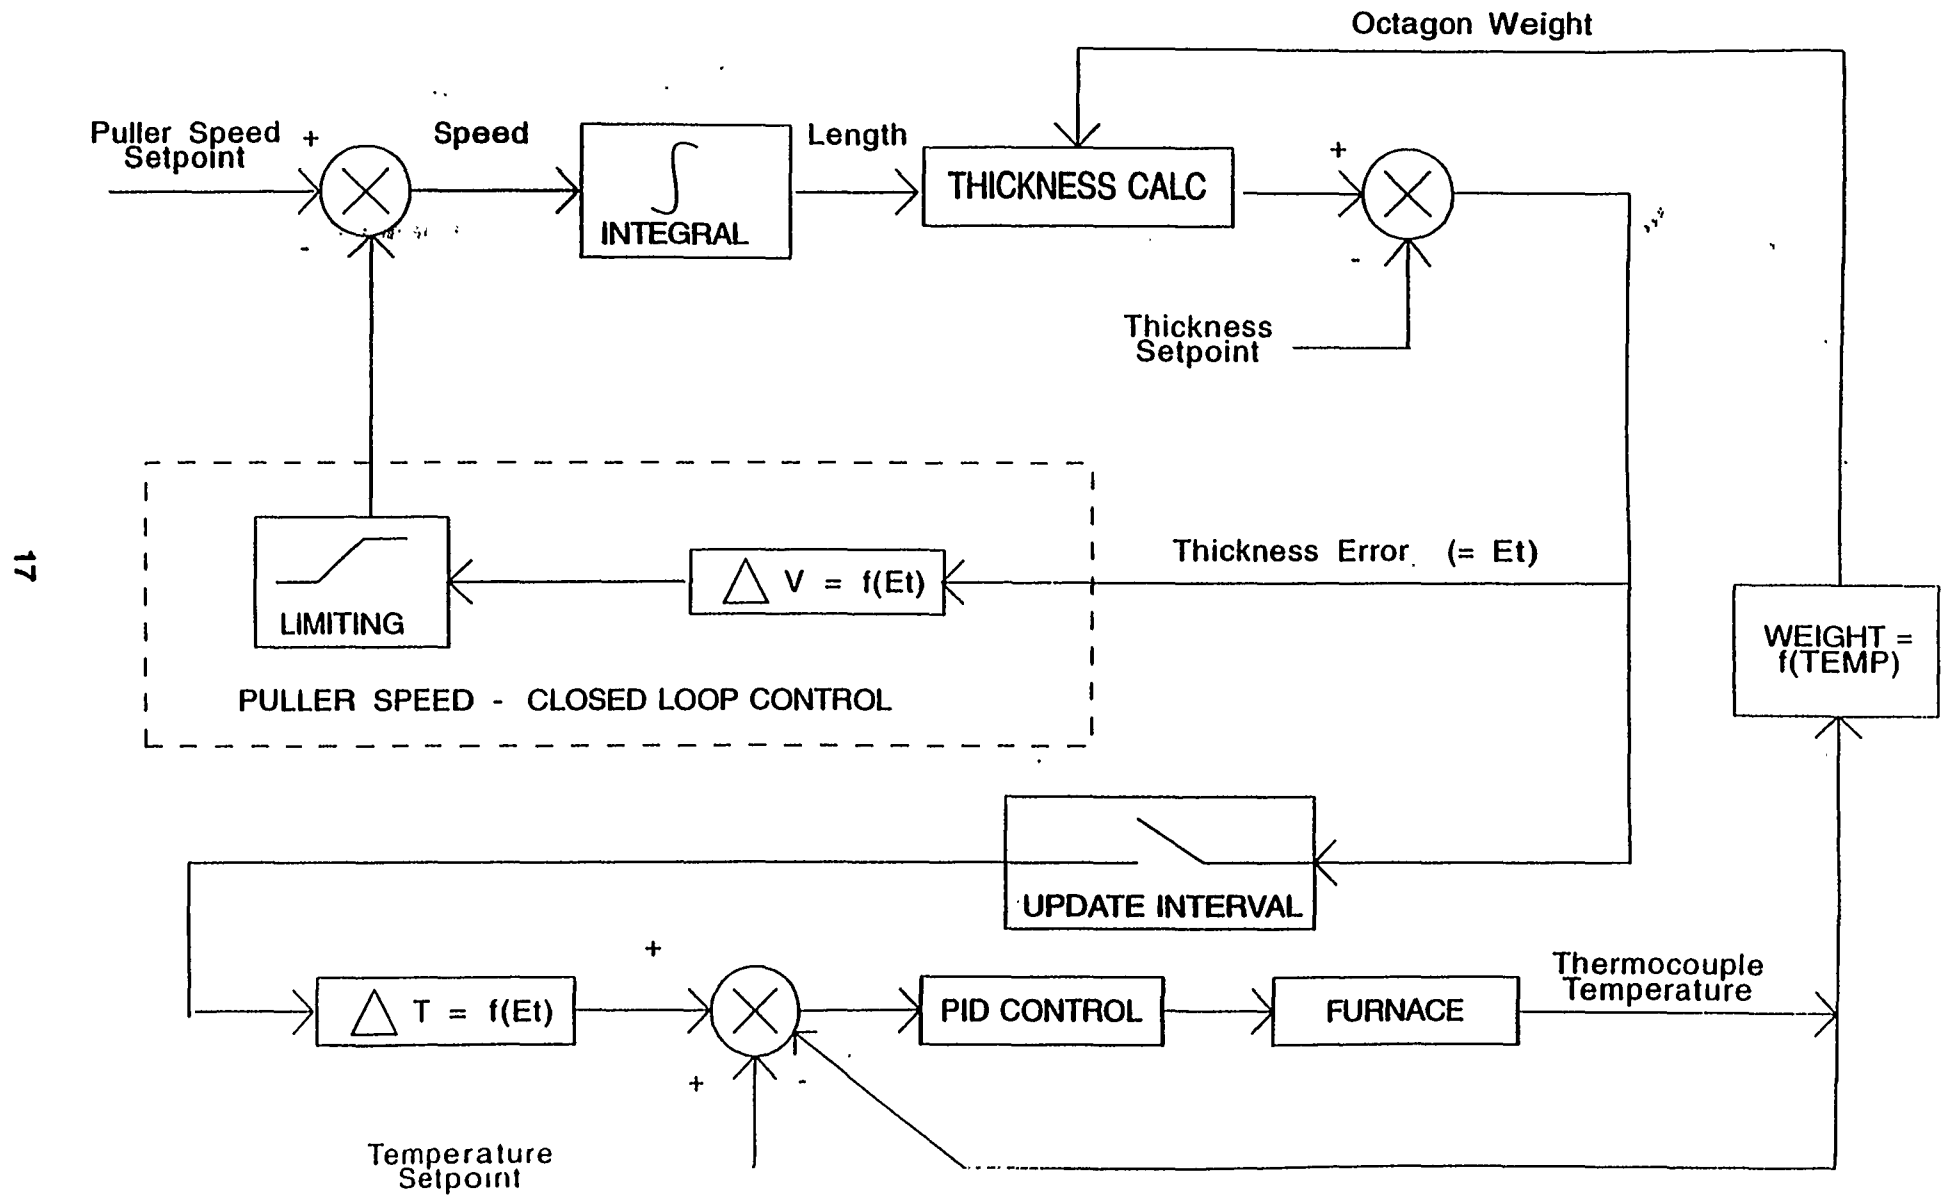 Octagon Weight
Puller Speed
Setpoint
+
-
Speed
∫
INTEGRAL
Length
THICKNESS CALC
+
-
Thickness
Setpoint
LIMITING
△ V = f(Et)
Thickness Error (= Et)
PULLER SPEED - CLOSED LOOP CONTROL
WEIGHT =
f(TEMP)
17
UPDATE INTERVAL
△ T = f(Et)
+
+
-
PID CONTROL
FURNACE
Thermocouple
Temperature
Temperature
Setpoint